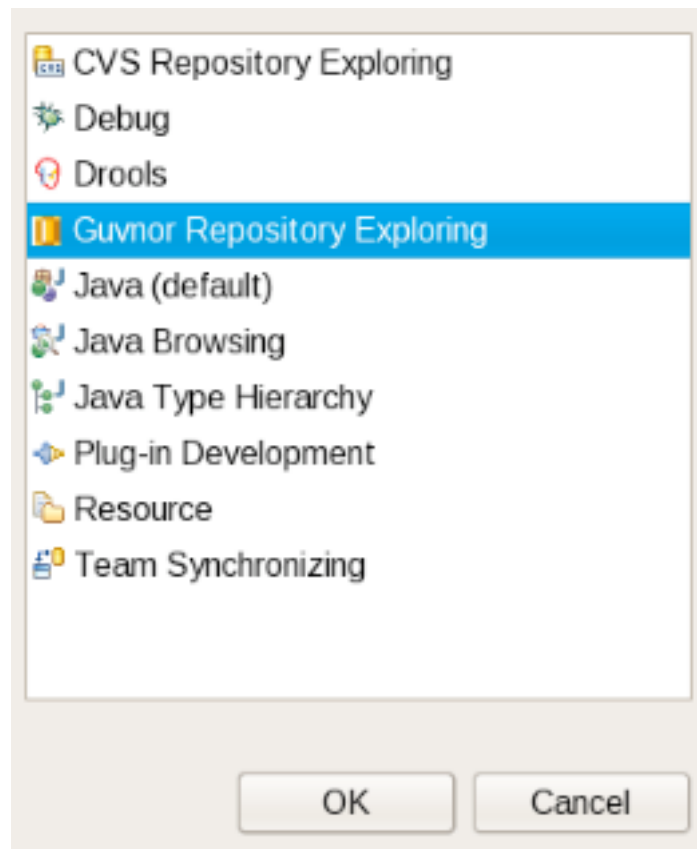 CVS Repository Exploring
Debug
Drools
Guvnor Repository Exploring
Java (default)
Java Browsing
Java Type Hierarchy
Plug-in Development
Resource
Team Synchronizing
OK
Cancel